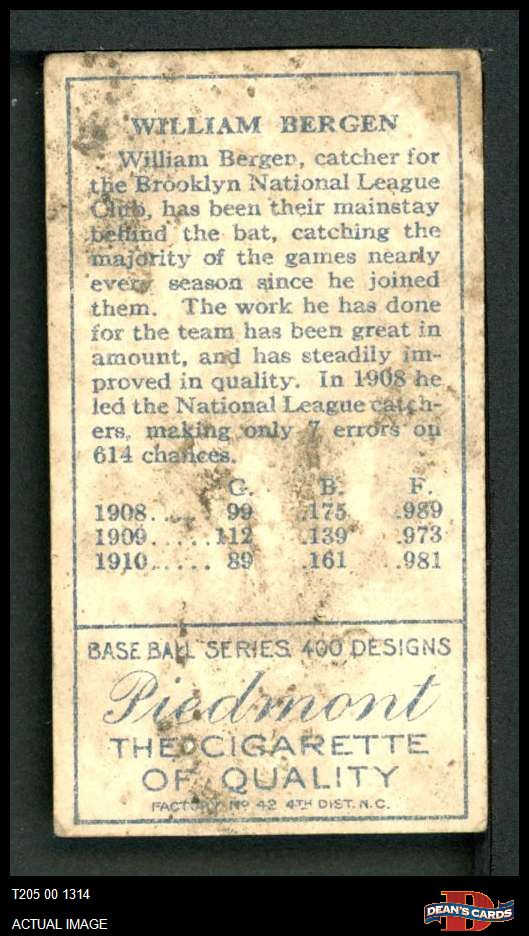 WILLIAM BERGEN
William Bergen, catcher for
the Brooklyn National League
Club, has been their mainstay
behind the bat, catching the
majority of the games nearly
every season since he joined
them. The work he has done
for the team has been great in
amount, and has steadily im-
proved in quality. In 1908 he
led the National League catch-
ers, making only 7 errors on
614 chances.
G. B. F.
1908..... 99 .175 .989
1909.....112 .139 .973
1910..... 89 .161 .981
BASE BALL SERIES 400 DESIGNS
Piedmont
THE CIGARETTE
OF QUALITY
FACTORY NO 42 4TH DIST. N.C.
T205 00 1314
ACTUAL IMAGE
D
DEAN'S CARDS